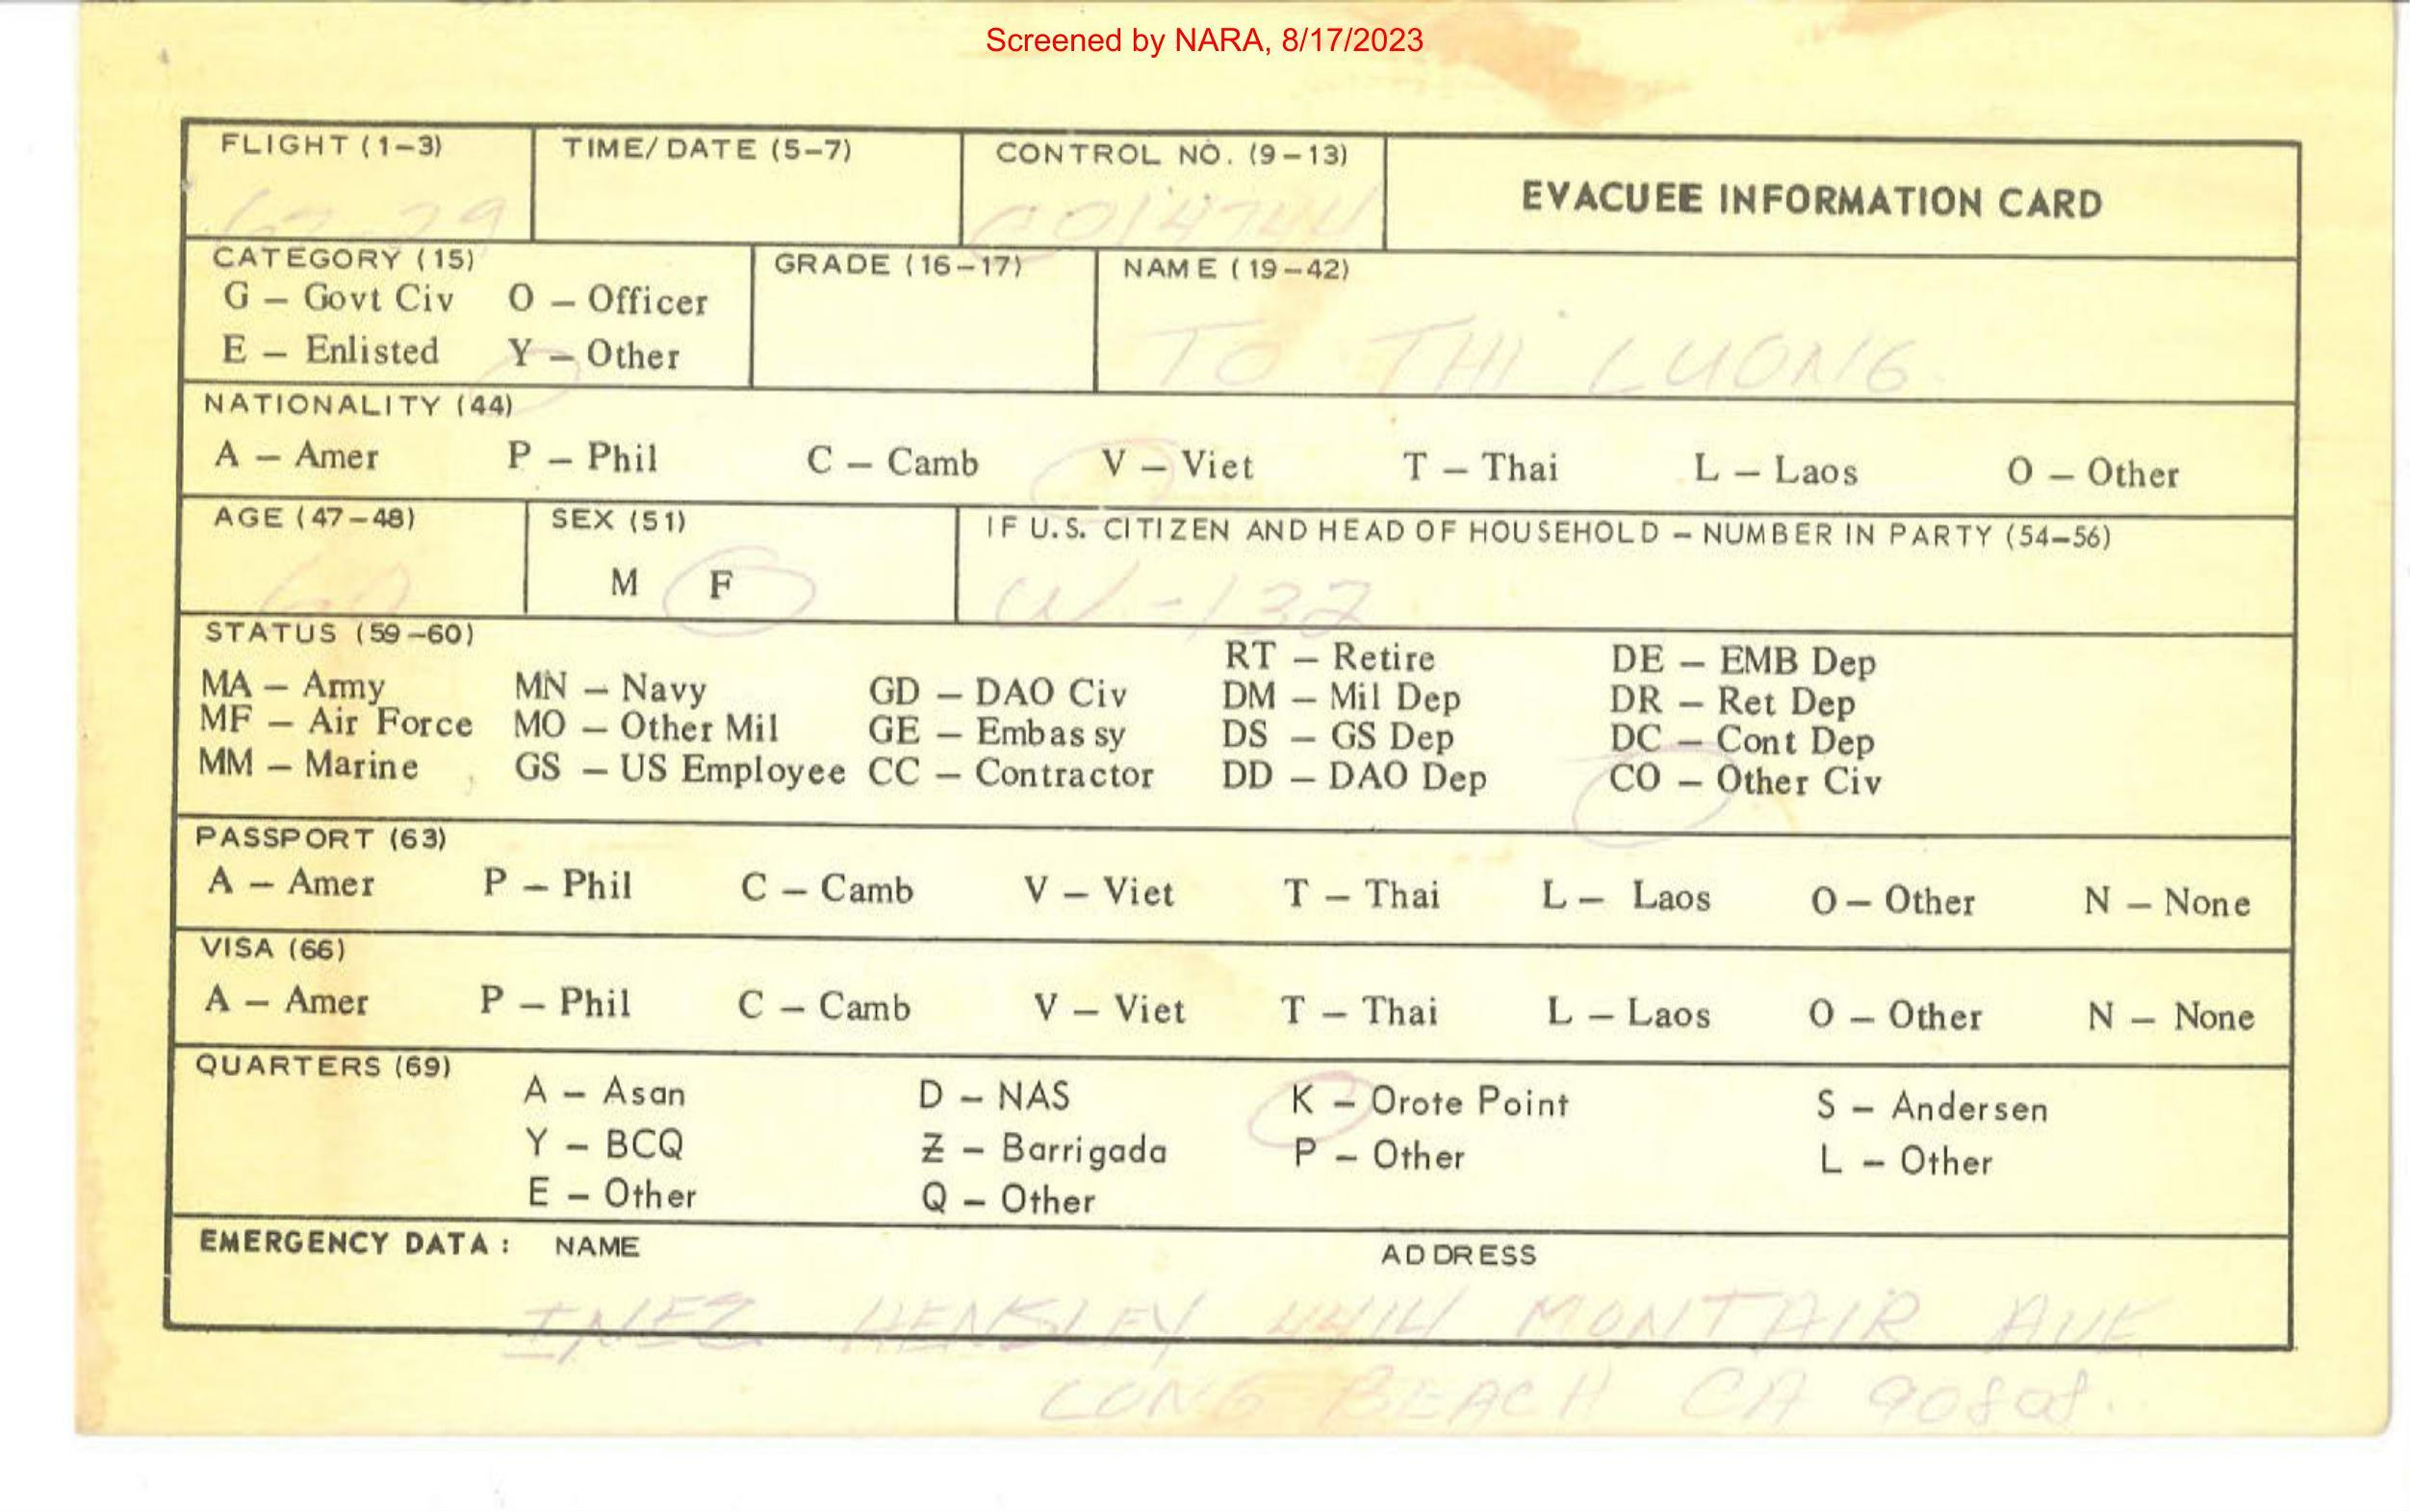 Screened by NARA, 8/17/2023
FLIGHT (1-3) TIME/DATE (5-7) CONTROL NO. (9-13)
EVACUEE INFORMATION CARD
CO14744
CATEGORY (15) GRADE (16-17) NAME (19-42)
G – Govt Civ O – Officer
E – Enlisted Y – Other
TO THI LUONG
NATIONALITY (44)
A – Amer P – Phil C – Camb V – Viet T – Thai L – Laos O – Other
AGE (47-48) SEX (51) IF U.S. CITIZEN AND HEAD OF HOUSEHOLD – NUMBER IN PARTY (54-56)
M F
W-132
STATUS (59-60)
RT – Retire DE – EMB Dep
MA – Army MN – Navy GD – DAO Civ DM – Mil Dep DR – Ret Dep
MF – Air Force MO – Other Mil GE – Embassy DS – GS Dep DC – Cont Dep
MM – Marine GS – US Employee CC – Contractor DD – DAO Dep CO – Other Civ
PASSPORT (63)
A – Amer P – Phil C – Camb V – Viet T – Thai L – Laos O – Other N – None
VISA (66)
A – Amer P – Phil C – Camb V – Viet T – Thai L – Laos O – Other N – None
QUARTERS (69)
A – Asan D – NAS K – Orote Point S – Andersen
Y – BCQ Z – Barrigada P – Other L – Other
E – Other Q – Other
EMERGENCY DATA: NAME ADDRESS
INEZ HENSLEY 4414 MONTAIR AVE
LONG BEACH CA 90808.